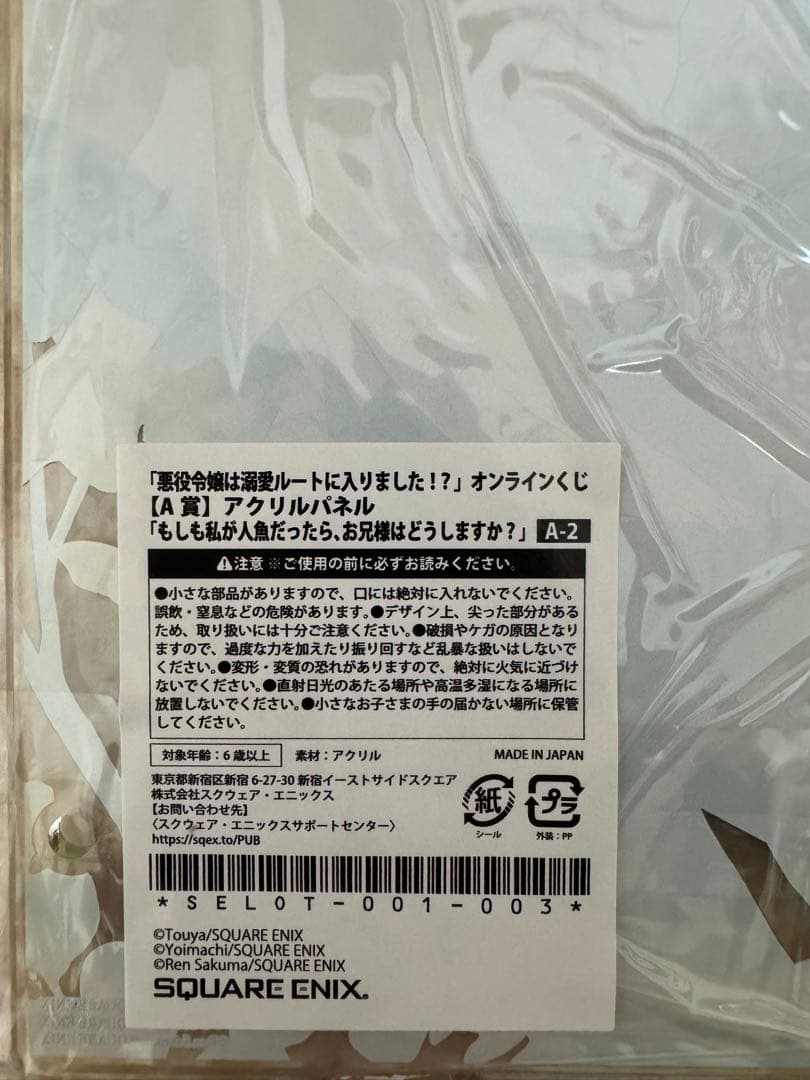 「悪役令嬢は溺愛ルートに入りました！？」オンラインくじ
【A賞】アクリルパネル
「もしも私が人魚だったら、お兄様はどうしますか？」 A-2
⚠注意 ※ご使用の前に必ずお読みください。
●小さな部品がありますので、口には絶対に入れないでください。
誤飲・窒息などの危険があります。●デザイン上、尖った部分がある
ため、取り扱いには十分ご注意ください。●破損やケガの原因となり
ますので、過度な力を加えたり振り回すなど乱暴な扱いはしないで
ください。●変形・変質の恐れがありますので、絶対に火気に近づけ
ないでください。●直射日光のあたる場所や高温多湿になる場所に
放置しないでください。●小さなお子さまの手の届かない場所に保管
してください。
対象年齢：6歳以上 素材：アクリル MADE IN JAPAN
東京都新宿区新宿 6-27-30 新宿イーストサイドスクエア
株式会社スクウェア・エニックス
【お問い合わせ先】
〈スクウェア・エニックスサポートセンター〉
https://sqex.to/PUB
紙 プラ
シール 外装：PP
*SELOT-001-003*
©Touya/SQUARE ENIX
©Yoimachi/SQUARE ENIX
©Ren Sakuma/SQUARE ENIX
SQUARE ENIX.